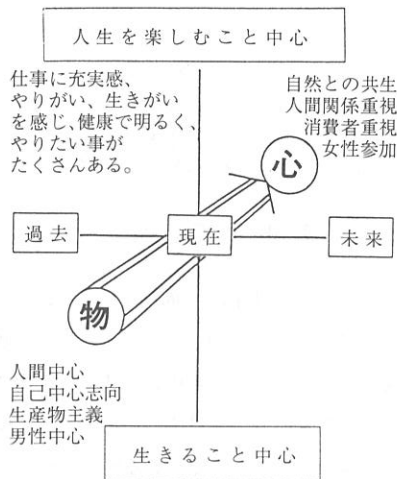 人生を楽しむこと中心
仕事に充実感、
やりがい、生きがい
を感じ、健康で明るく、
やりたい事が
たくさんある。
自然との共生
人間関係重視
消費者重視
女性参加
心
過去
現在
未来
物
人間中心
自己中心志向
生産物主義
男性中心
生きること中心